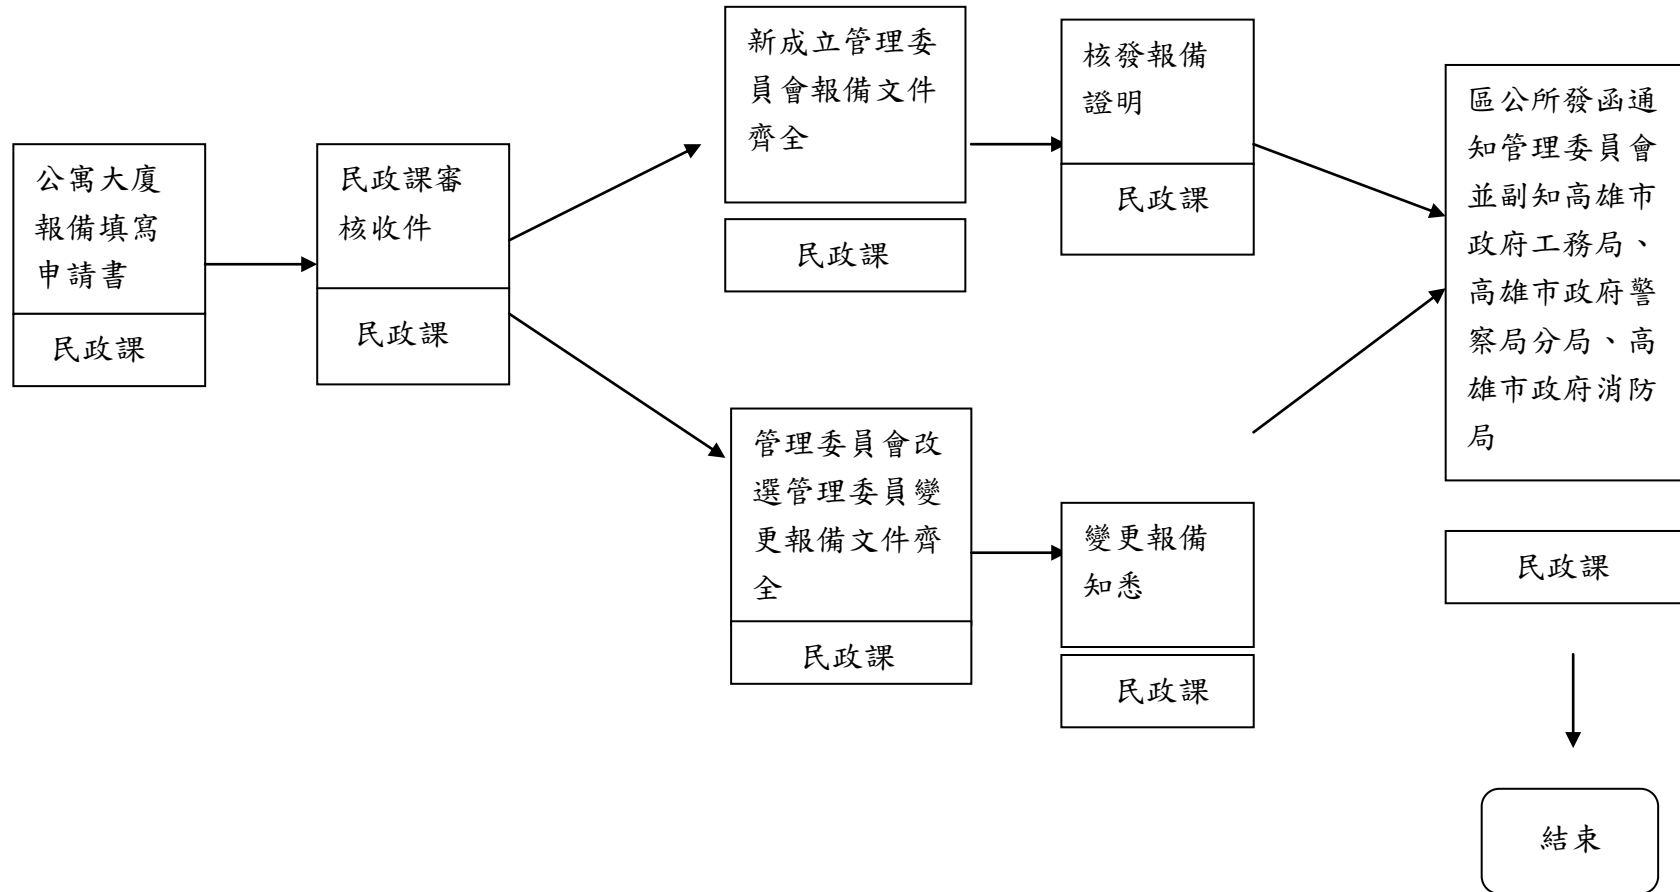 公寓大廈
報備填寫
申請書
民政課
民政課審
核收件
民政課
新成立管理委
員會報備文件
齊全
民政課
核發報備
證明
民政課
管理委員會改
選管理委員變
更報備文件齊
全
民政課
變更報備
知悉
民政課
區公所發函通
知管理委員會
並副知高雄市
政府工務局、
高雄市政府警
察局分局、高
雄市政府消防
局
民政課
結束